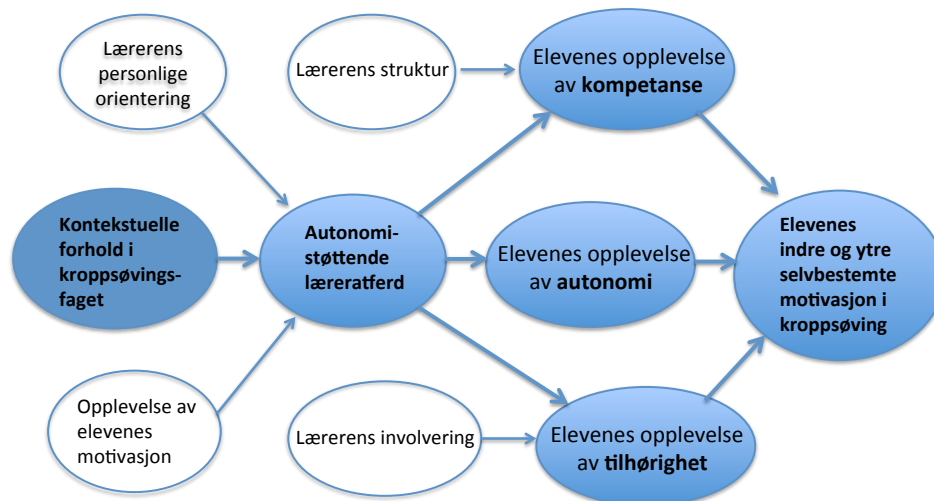 Lærerens
personlige
orientering
Lærerens struktur
Elevenes opplevelse
av kompetanse
Kontekstuelle
forhold i
kroppsøvings-
faget
Autonomi-
støttende
læreratferd
Elevenes opplevelse
av autonomi
Elevenes
indre og ytre
selvbestemte
motivasjon i
kroppsøving
Opplevelse av
elevenes
motivasjon
Lærerens involvering
Elevenes opplevelse
av tilhørighet